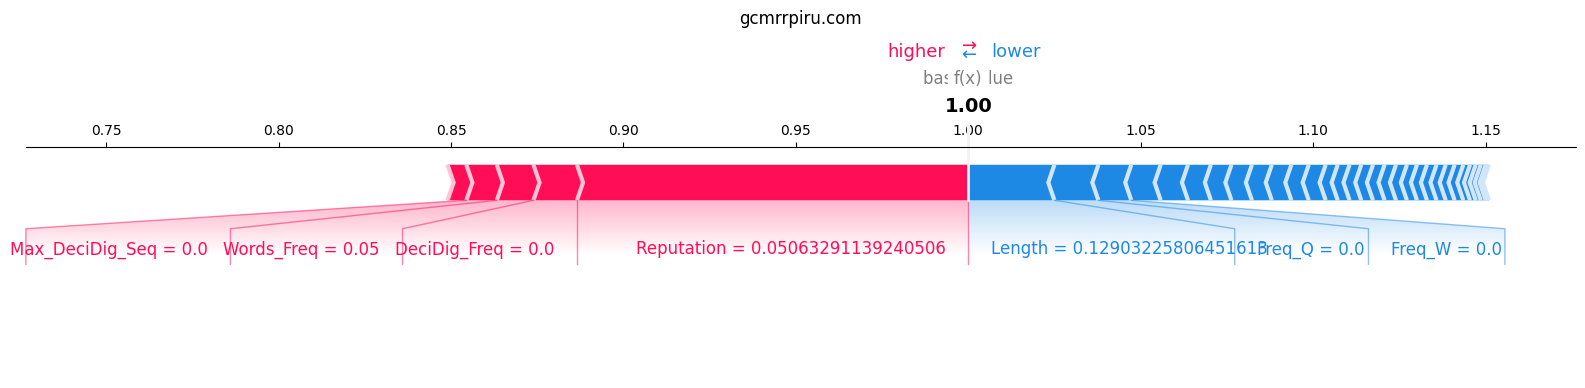 gcmrrpiru.com
higher ⇄ lower
bas f(x) lue
1.00
0.75 0.80 0.85 0.90 0.95 1.00 1.05 1.10 1.15
Max_DeciDig_Seq = 0.0 Words_Freq = 0.05 DeciDig_Freq = 0.0 Reputation = 0.05063291139240506 Length = 0.12903225806451613 Freq_Q = 0.0 Freq_W = 0.0